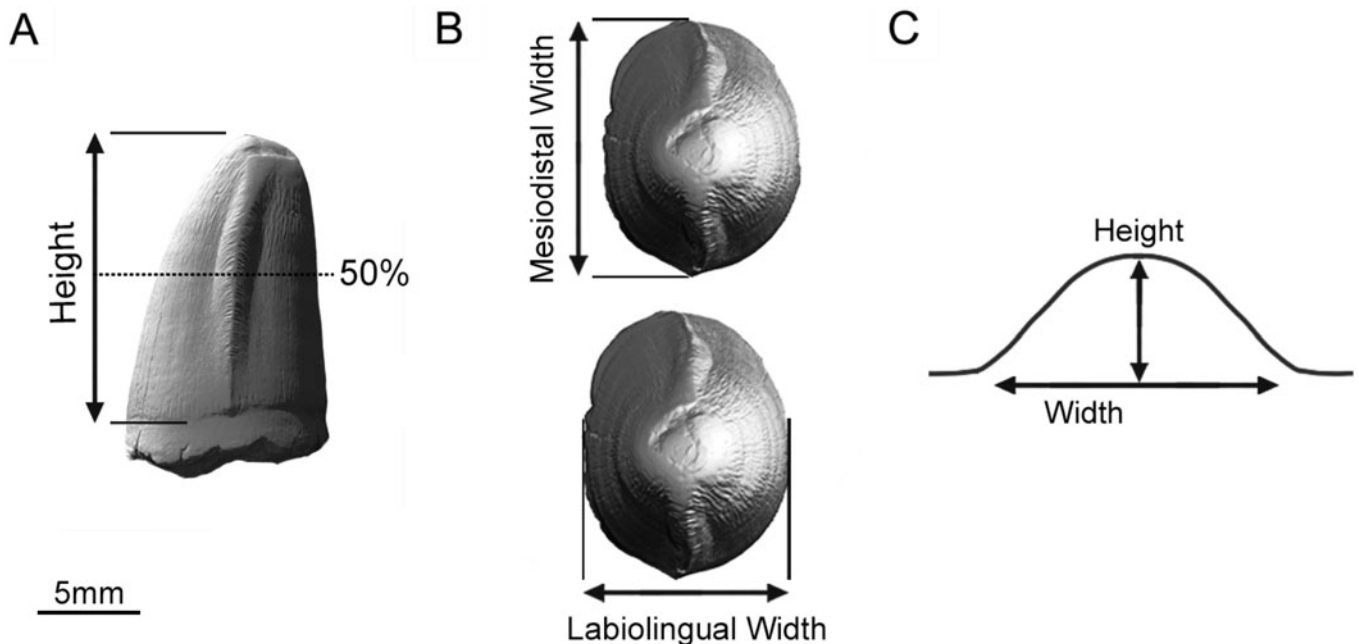 A
B
C
Height
50%
5mm
Mesiodistal Width
Labiolingual Width
Height
Width